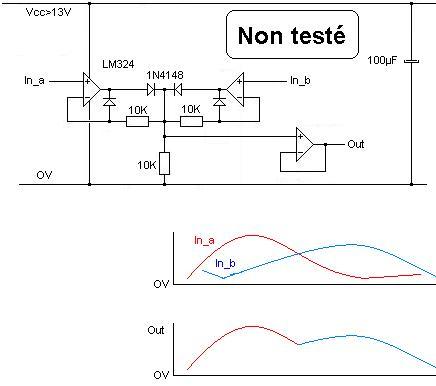 Vcc>13V
Non testé
LM324
100µF
1N4148
In_a
In_b
10K
10K
Out
10K
OV
In_a
In_b
OV
Out
OV